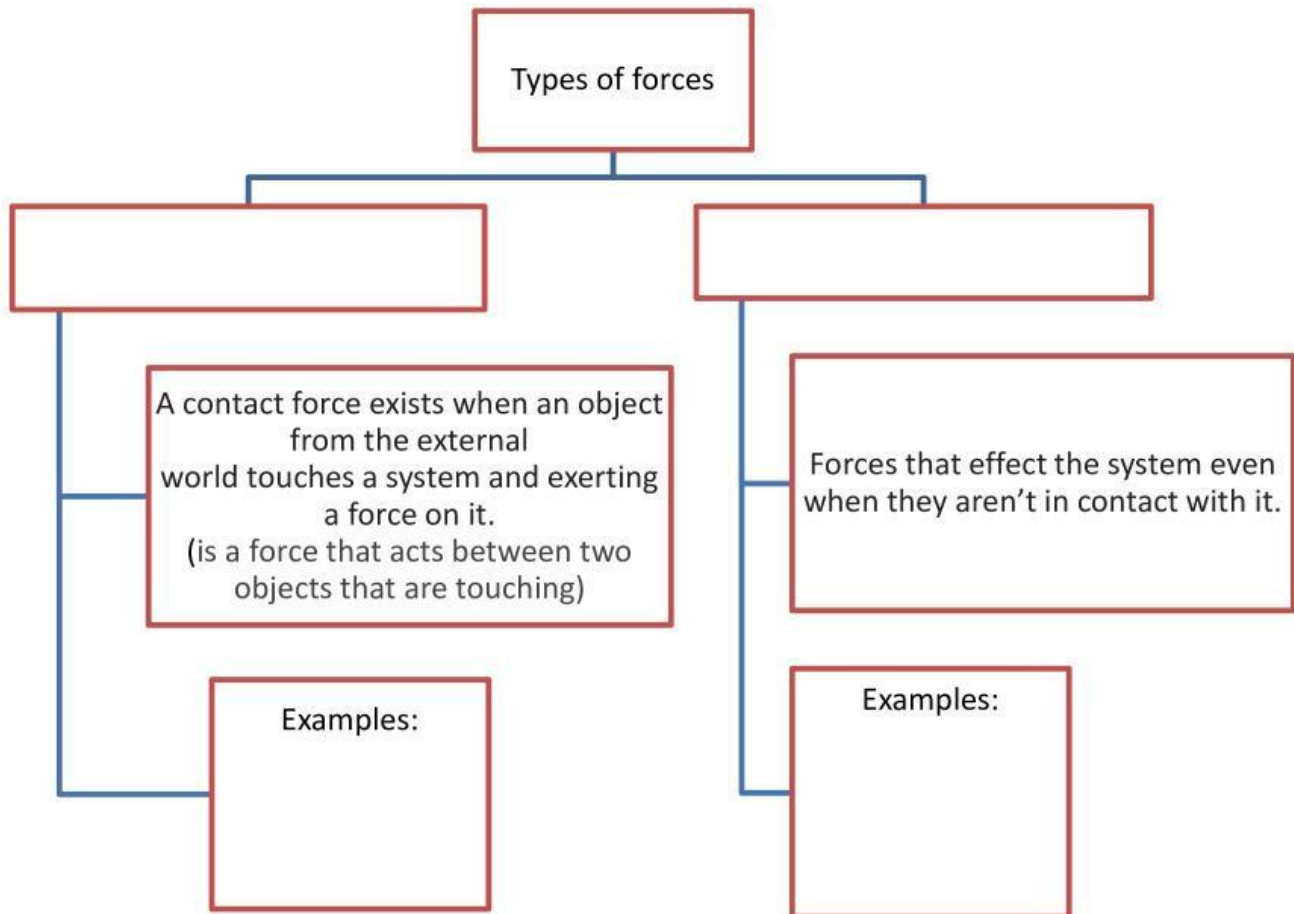 Types of forces
A contact force exists when an object
from the external
world touches a system and exerting
a force on it.
(is a force that acts between two
objects that are touching)
Forces that effect the system even
when they aren’t in contact with it.
Examples:
Examples: